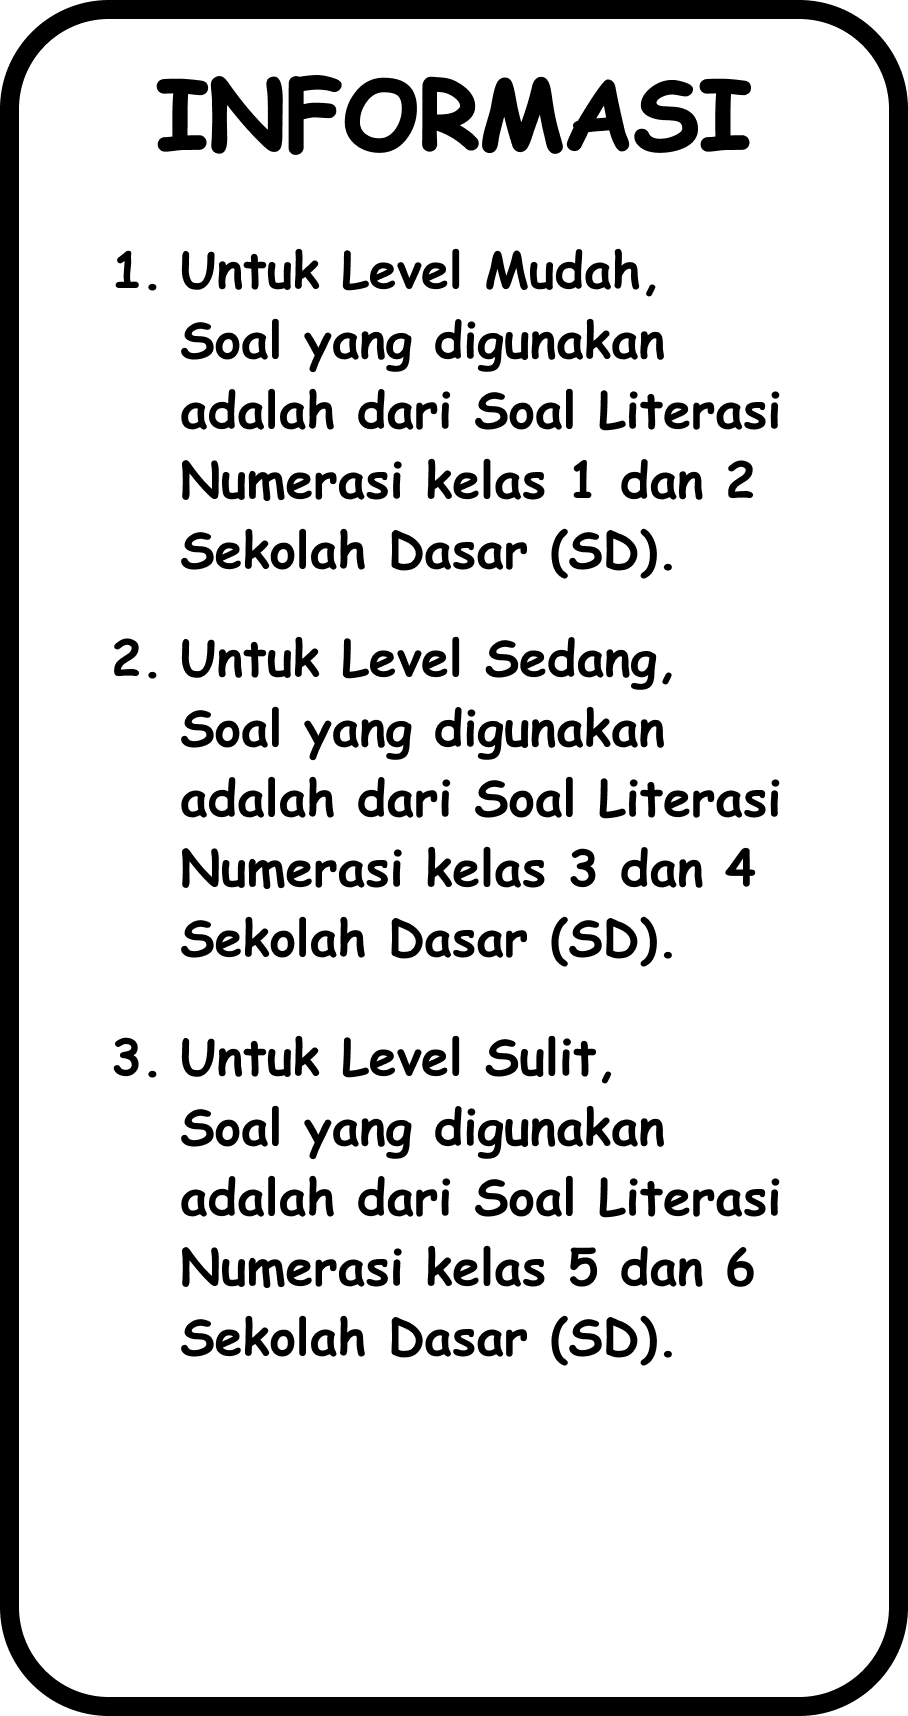 INFORMASI
1. Untuk Level Mudah,
Soal yang digunakan
adalah dari Soal Literasi
Numerasi kelas 1 dan 2
Sekolah Dasar (SD).
2. Untuk Level Sedang,
Soal yang digunakan
adalah dari Soal Literasi
Numerasi kelas 3 dan 4
Sekolah Dasar (SD).
3. Untuk Level Sulit,
Soal yang digunakan
adalah dari Soal Literasi
Numerasi kelas 5 dan 6
Sekolah Dasar (SD).